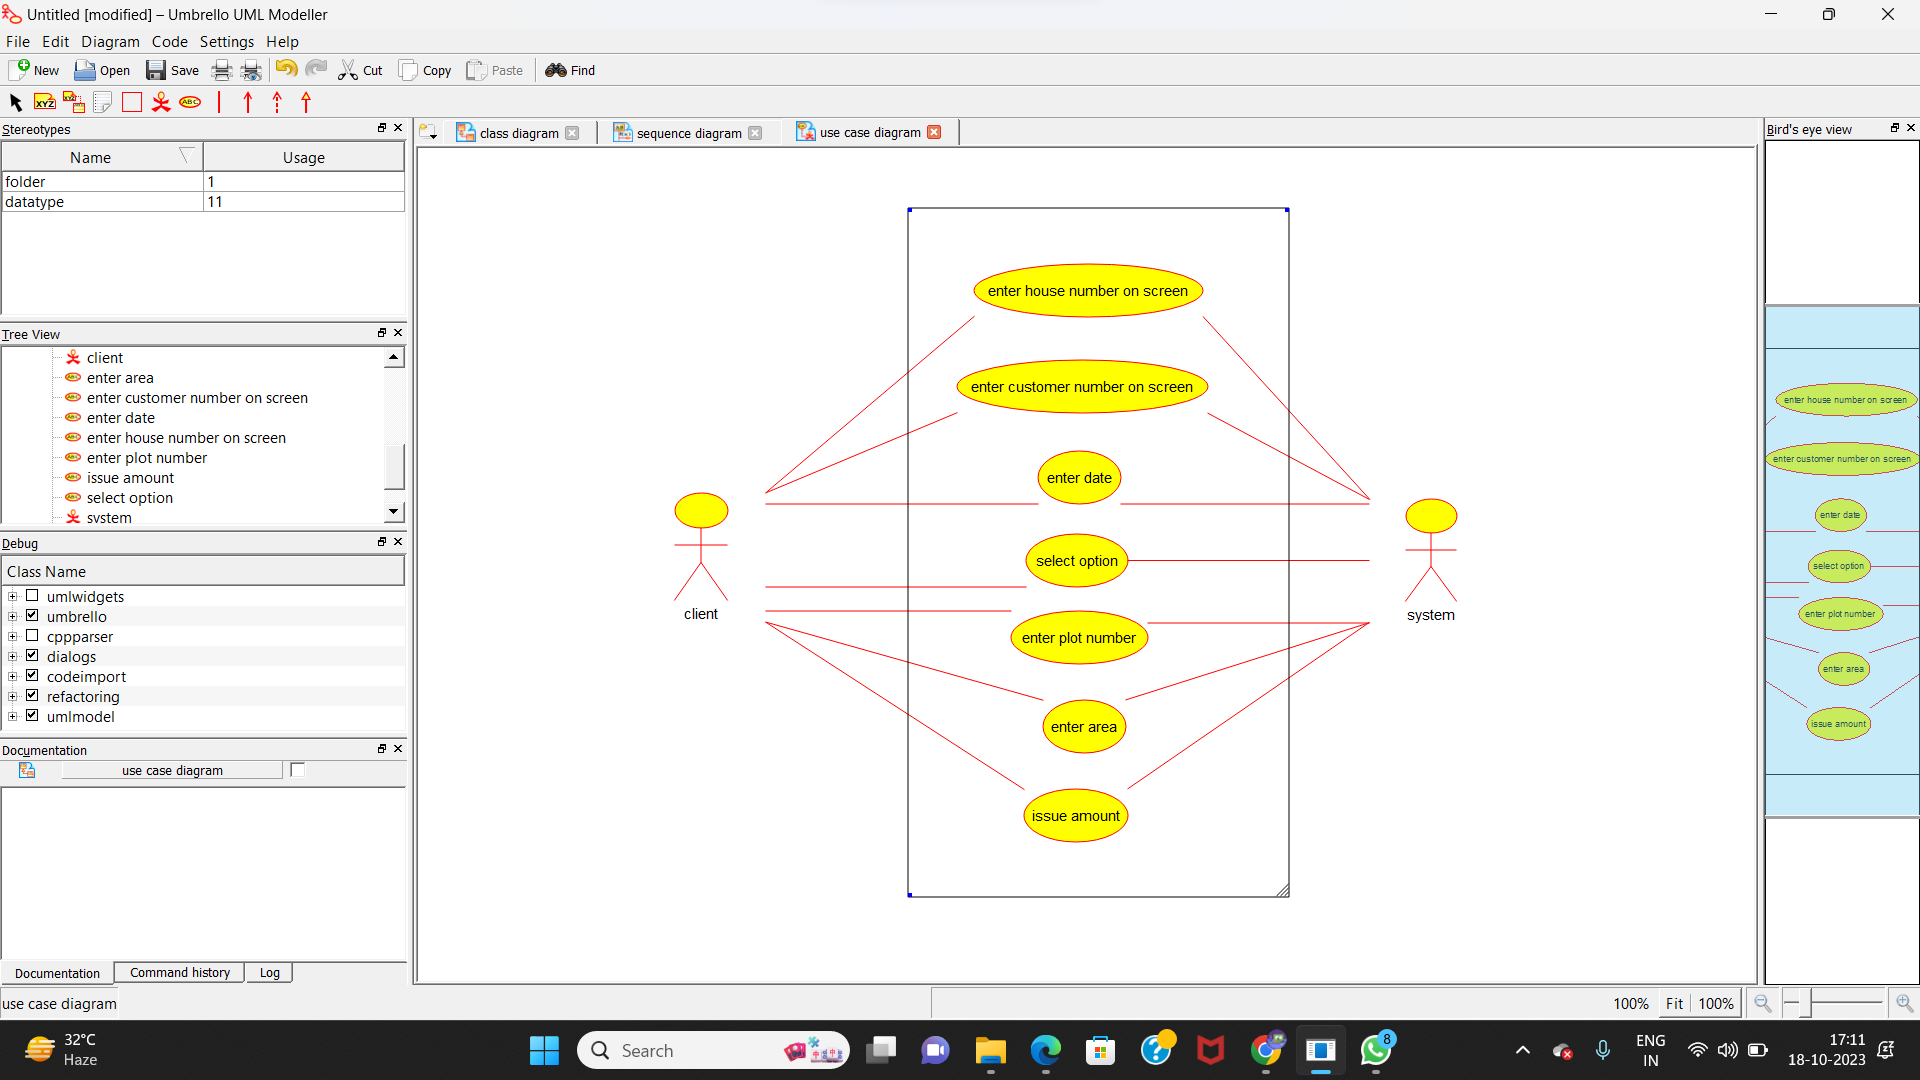 Untitled [modified] – Umbrello UML Modeller
File Edit Diagram Code Settings Help
New Open Save Cut Copy Paste Find
XYZ XYZ ABC
Stereotypes
Name Usage
folder 1
datatype 11
Tree View
client
enter area
enter customer number on screen
enter date
enter house number on screen
enter plot number
issue amount
select option
system
Debug
Class Name
umlwidgets
umbrello
cppparser
dialogs
codeimport
refactoring
umlmodel
Documentation
use case diagram
Documentation Command history Log
use case diagram
class diagram sequence diagram use case diagram
enter house number on screen
enter customer number on screen
enter date
select option
enter plot number
enter area
issue amount
client
system
Bird's eye view
enter house number on screen
enter customer number on screen
enter date
select option
enter plot number
enter area
issue amount
100% Fit 100%
32°C
Haze
Search
8
ENG
IN
17:11
18-10-2023